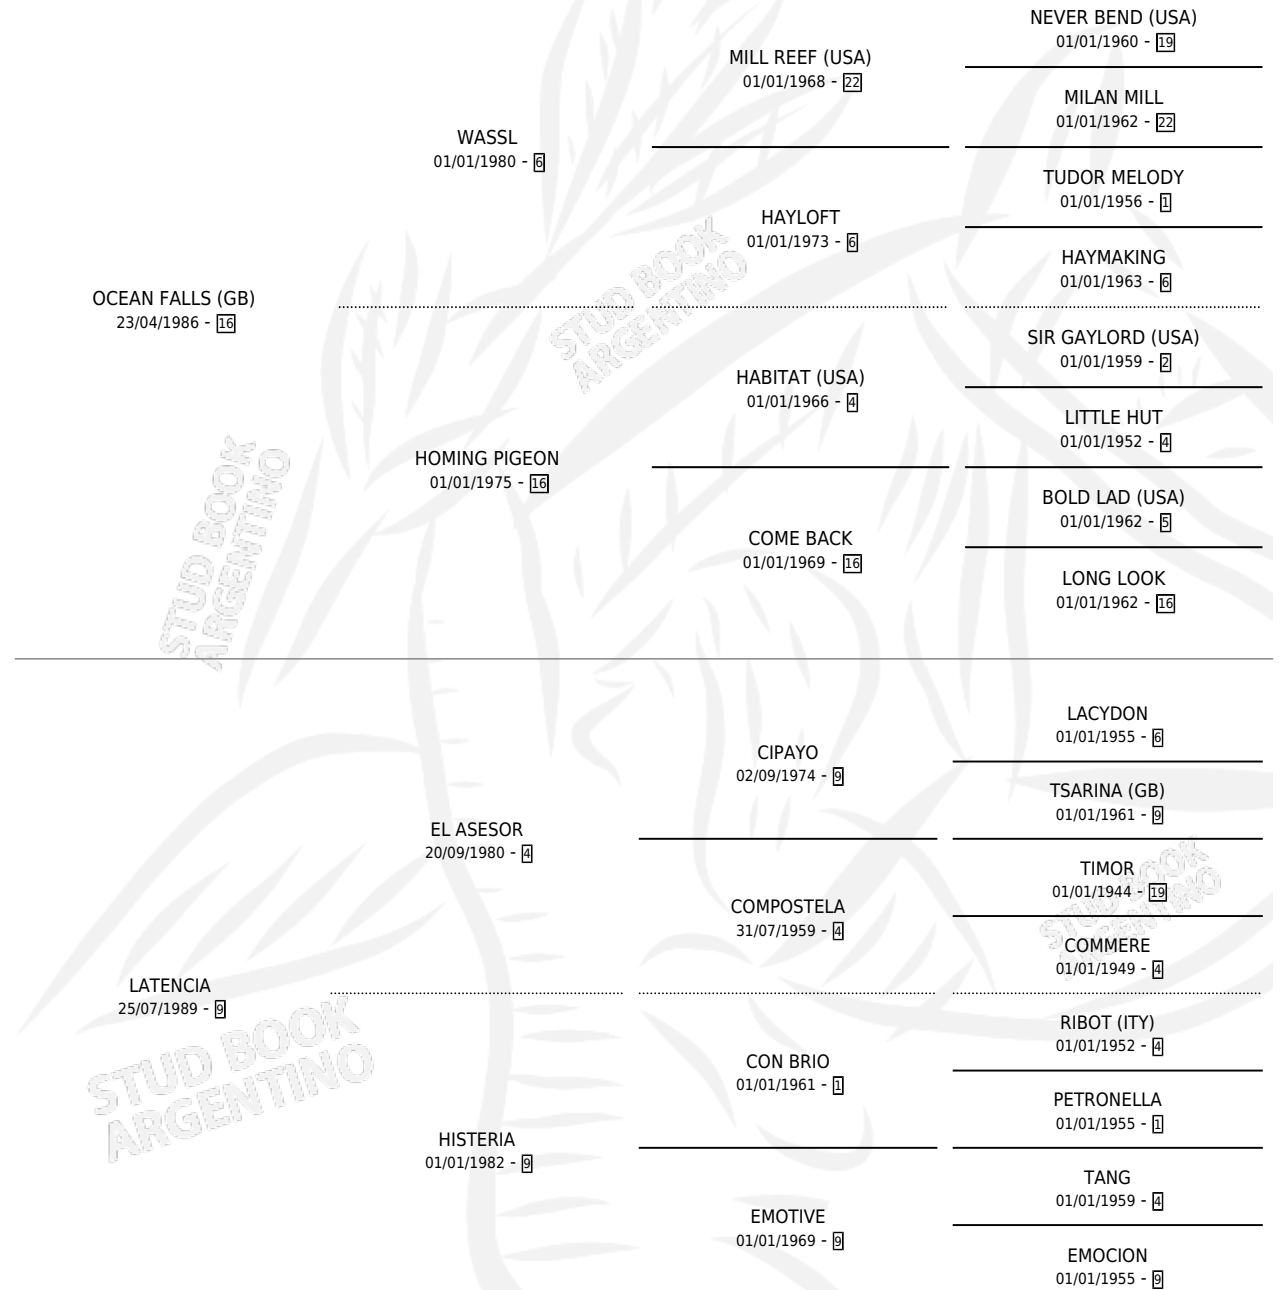 NEVER BEND (USA)
01/01/1960 - 19
MILL REEF (USA)
01/01/1968 - 22
MILAN MILL
01/01/1962 - 22
WASSL
01/01/1980 - 6
TUDOR MELODY
01/01/1956 - 1
HAYLOFT
01/01/1973 - 6
HAYMAKING
01/01/1963 - 6
OCEAN FALLS (GB)
23/04/1986 - 16
STUD BOOK
ARGENTINO
SIR GAYLORD (USA)
01/01/1959 - 2
HABITAT (USA)
01/01/1966 - 4
LITTLE HUT
01/01/1952 - 4
HOMING PIGEON
01/01/1975 - 16
BOLD LAD (USA)
01/01/1962 - 5
COME BACK
01/01/1969 - 16
LONG LOOK
01/01/1962 - 16
STUD BOOK
ARGENTINO
LACYDON
01/01/1955 - 6
CIPAYO
02/09/1974 - 9
TSARINA (GB)
01/01/1961 - 9
EL ASESOR
20/09/1980 - 4
TIMOR
01/01/1944 - 19
COMPOSTELA
31/07/1959 - 4
STUD BOOK
ARGENTINO
COMMERE
01/01/1949 - 4
LATENCIA
25/07/1989 - 9
RIBOT (ITY)
01/01/1952 - 4
CON BRIO
01/01/1961 - 1
STUD BOOK
ARGENTINO
PETRONELLA
01/01/1955 - 1
HISTERIA
01/01/1982 - 9
TANG
01/01/1959 - 4
EMOTIVE
01/01/1969 - 9
EMOCION
01/01/1955 - 9